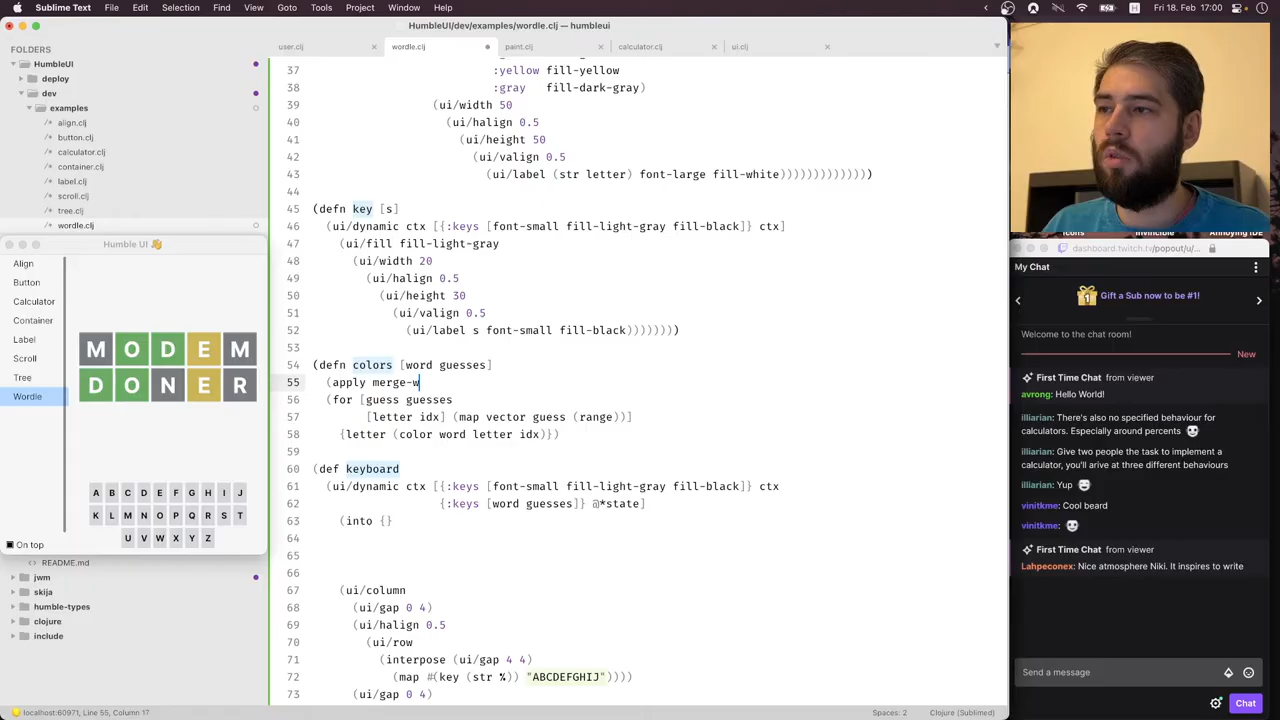 Sublime Text File Edit Selection Find View Goto Tools Project Window Help
Fri 18. Feb 17:00
HumbleUI/dev/examples/wordle.clj — humbleui
FOLDERS
HumbleUI
deploy
dev
examples
align.clj
button.clj
calculator.clj
container.clj
label.clj
scroll.clj
tree.clj
wordle.clj
Humble UI 👋
Align
Button
Calculator
Container
Label
Scroll
Tree
Wordle
On top
M O D E M
D O N E R
A B C D E F G H I J
K L M N O P Q R S T
U V W X Y Z
README.md
jwm
skija
humble-types
clojure
include
user.clj wordle.clj paint.clj calculator.clj ui.clj
37 :yellow fill-yellow
38 :gray fill-dark-gray)
39 (ui/width 50
40 (ui/halign 0.5
41 (ui/height 50
42 (ui/valign 0.5
43 (ui/label (str letter) font-large fill-white)))))))))))))
44
45 (defn key [s]
46 (ui/dynamic ctx [{:keys [font-small fill-light-gray fill-black]} ctx]
47 (ui/fill fill-light-gray
48 (ui/width 20
49 (ui/halign 0.5
50 (ui/height 30
51 (ui/valign 0.5
52 (ui/label s font-small fill-black))))))))
53
54 (defn colors [word guesses]
55 (apply merge-w
56 (for [guess guesses
57 [letter idx] (map vector guess (range))]
58 {letter (color word letter idx)})
59
60 (def keyboard
61 (ui/dynamic ctx [{:keys [font-small fill-light-gray fill-black]} ctx
62 {:keys [word guesses]} @*state]
63 (into {}
64
65
66
67 (ui/column
68 (ui/gap 0 4)
69 (ui/halign 0.5
70 (ui/row
71 (interpose (ui/gap 4 4)
72 (map #(key (str %)) "ABCDEFGHIJ"))))
73 (ui/gap 0 4)
localhost:60971, Line 55, Column 17
Spaces: 2
Clojure (Sublimed)
Icons Invincible Annoying IDE
dashboard.twitch.tv/popout/u/...
My Chat
1
Gift a Sub now to be #1!
Welcome to the chat room!
New
First Time Chat from viewer
avrong: Hello World!
illiarian: There's also no specified behaviour for
calculators. Especially around percents
illiarian: Give two people the task to implement a
calculator, you'll arive at three different behaviours
illiarian: Yup
vinitkme: Cool beard
vinitkme:
First Time Chat from viewer
Lahpeconex: Nice atmosphere Niki. It inspires to write
Send a message
Chat